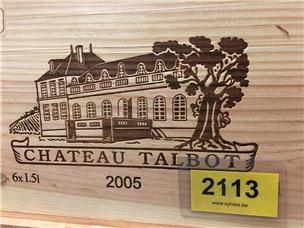 CHATEAU TALBOT
6x1.5l 2005
2113
www.sylvies.be